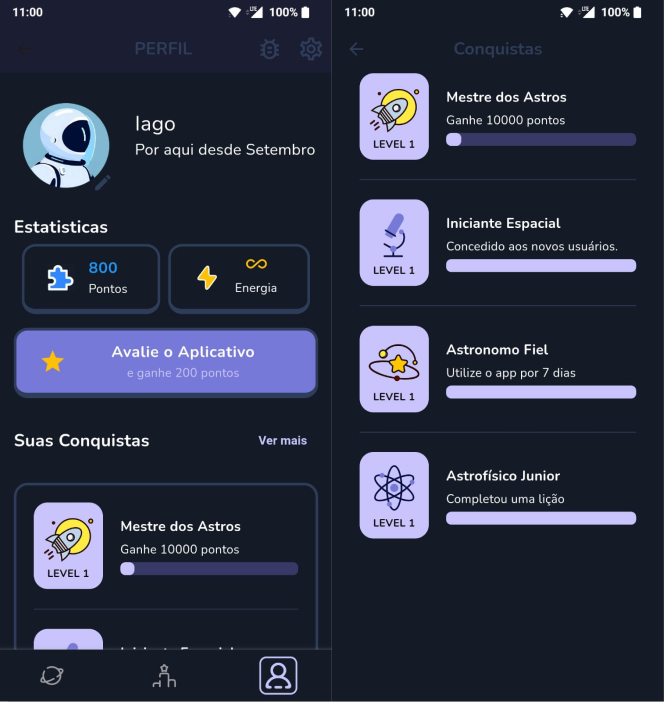 11:00
LTE
100%
PERFIL
Iago
Por aqui desde Setembro
Estatisticas
800
Pontos
∞
Energia
Avalie o Aplicativo
e ganhe 200 pontos
Suas Conquistas
Ver mais
LEVEL 1
Mestre dos Astros
Ganhe 10000 pontos
11:00
LTE
100%
Conquistas
LEVEL 1
Mestre dos Astros
Ganhe 10000 pontos
LEVEL 1
Iniciante Espacial
Concedido aos novos usuários.
LEVEL 1
Astronomo Fiel
Utilize o app por 7 dias
LEVEL 1
Astrofísico Junior
Completou uma lição